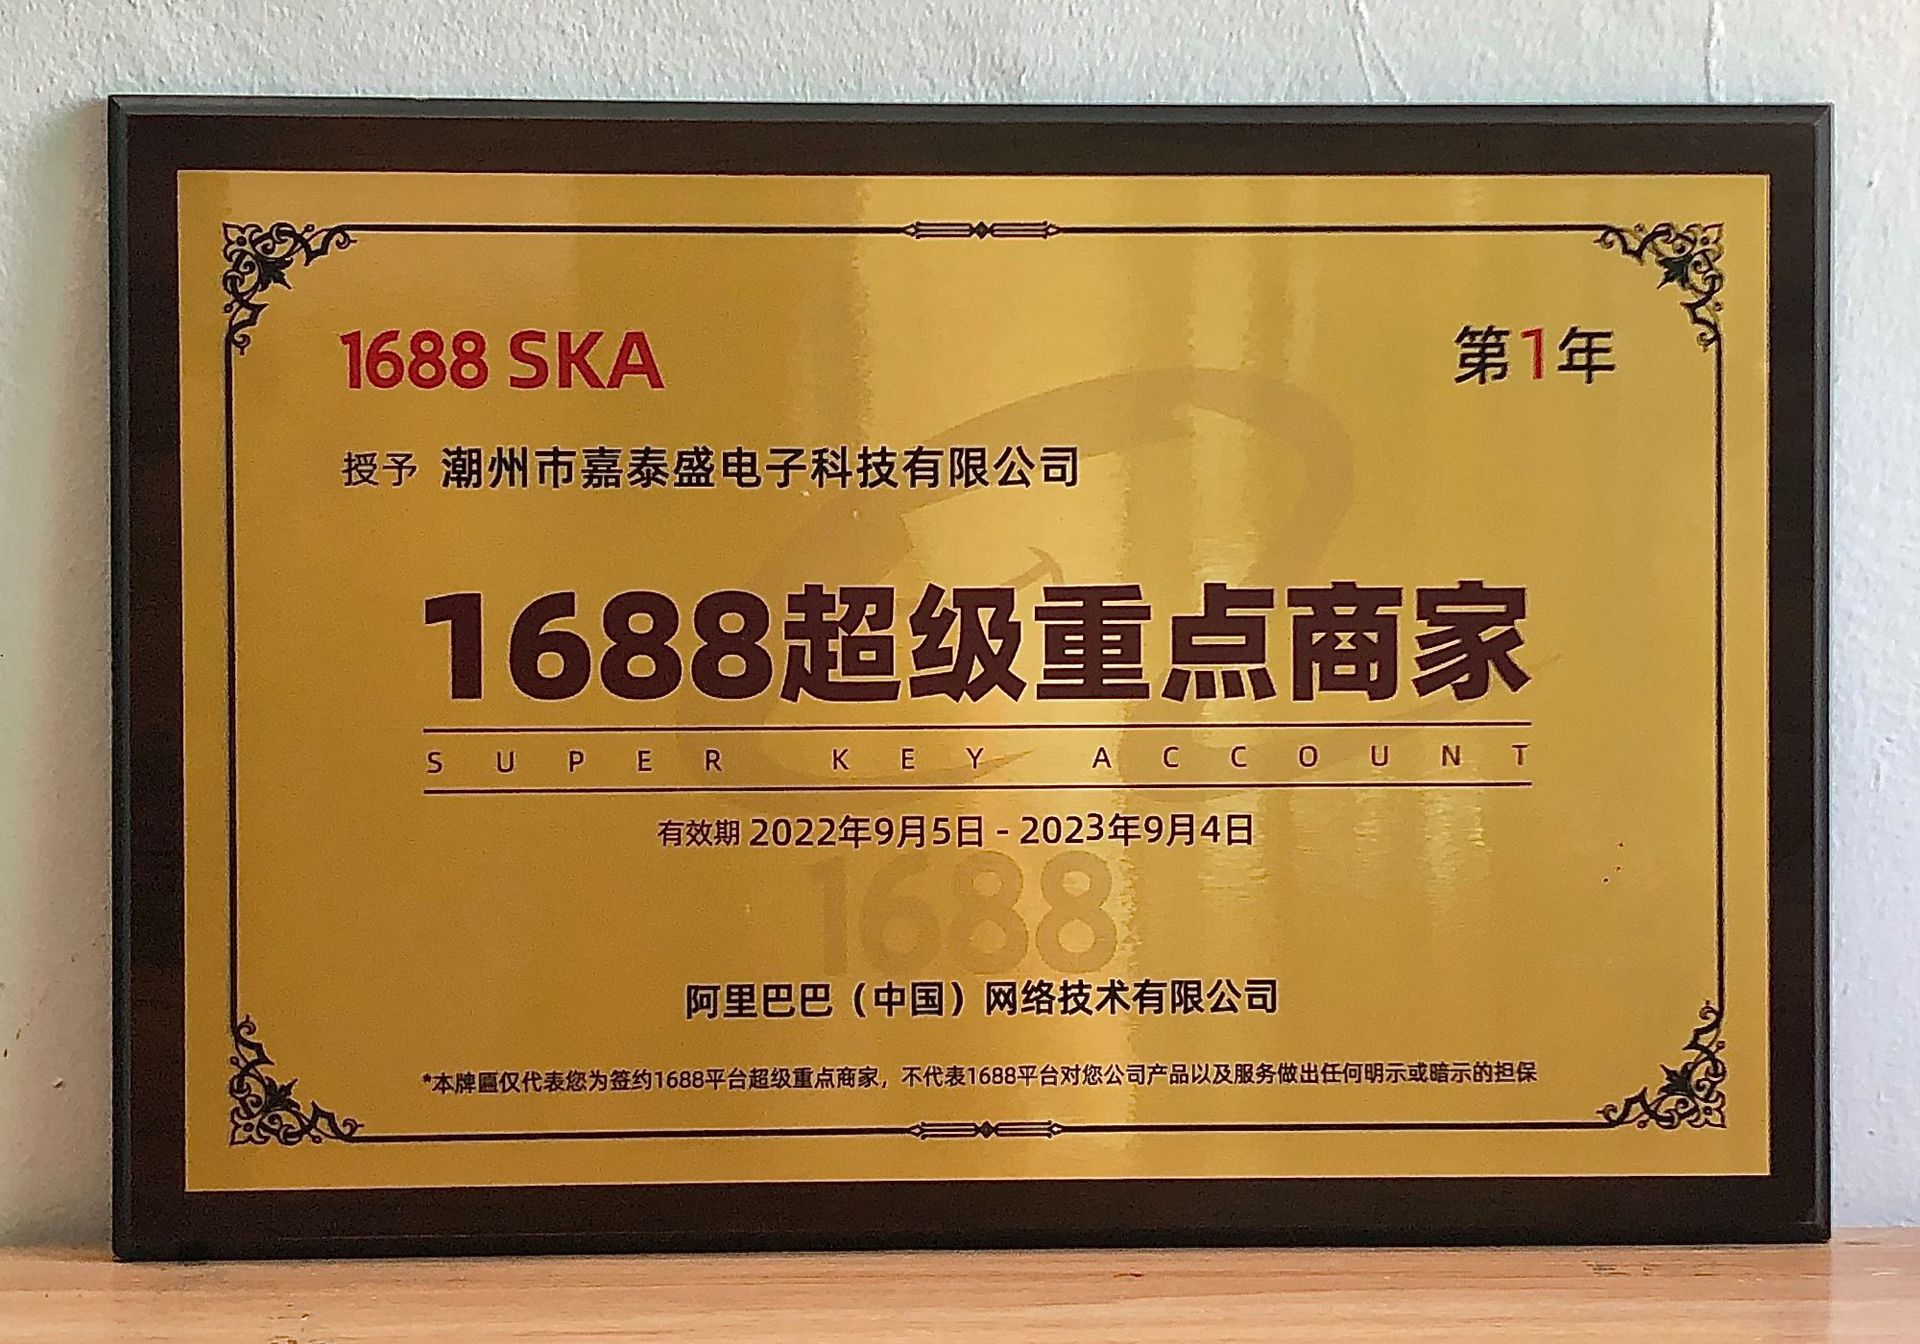 1688 SKA
第1年
授予 潮州市嘉泰盛电子科技有限公司
1688超级重点商家
SUPER KEY ACCOUNT
有效期 2022年9月5日 - 2023年9月4日
1688
阿里巴巴（中国）网络技术有限公司
*本牌匾仅代表您为签约1688平台超级重点商家，不代表1688平台对您公司产品以及服务做出任何明示或暗示的担保